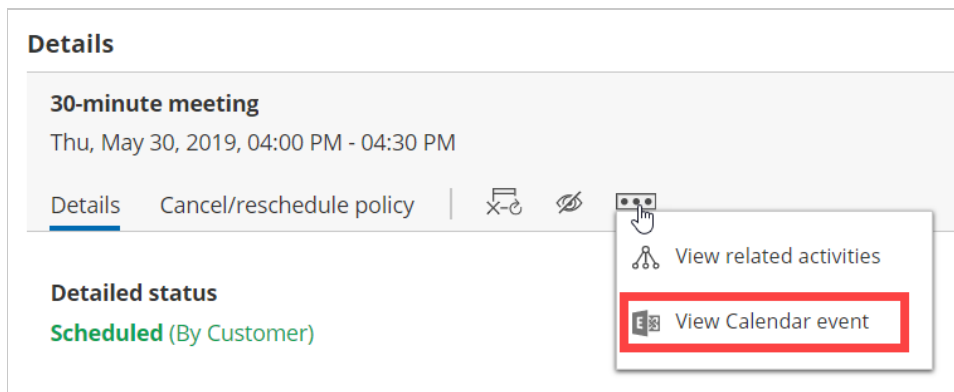 Details
30-minute meeting
Thu, May 30, 2019, 04:00 PM - 04:30 PM
Details Cancel/reschedule policy
View related activities
Detailed status
View Calendar event
Scheduled (By Customer)